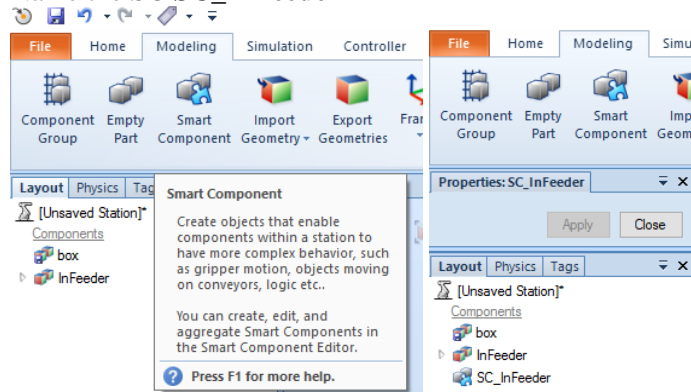 File Home Modeling Simulation Controller
Component Group
Empty Part
Smart Component
Import Geometry
Export Geometries
Layout Physics Tag
[Unsaved Station]*
Components
box
InFeeder
Smart Component
Create objects that enable
components within a station to
have more complex behavior, such
as gripper motion, objects moving
on conveyors, logic etc..
You can create, edit, and
aggregate Smart Components in
the Smart Component Editor.
Press F1 for more help.
File Home Modeling Simu
Component Group
Empty Part
Smart Component
Properties: SC_InFeeder
Apply Close
Layout Physics Tags
[Unsaved Station]*
Components
box
InFeeder
SC_InFeeder